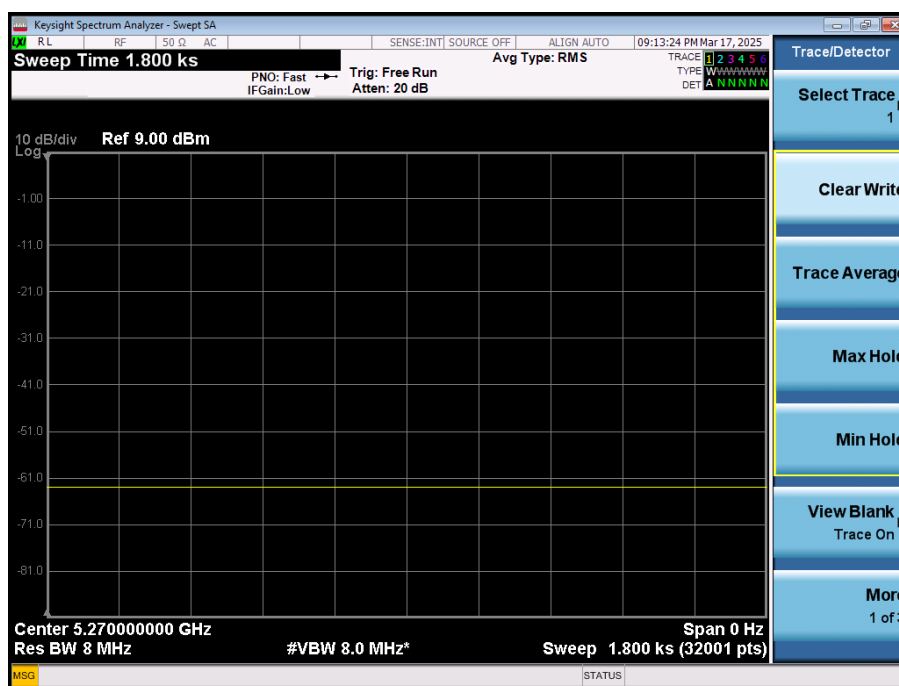 Keysight Spectrum Analyzer - Swept SA
LXI RL RF 50 Ω AC SENSE:INT SOURCE OFF ALIGN AUTO 09:13:24 PM Mar 17, 2025
Sweep Time 1.800 ks
PNO: Fast
IFGain:Low
Trig: Free Run
Atten: 20 dB
Avg Type: RMS
TRACE 1 2 3 4 5 6
TYPE WWWWWW
DET A N N N N N
10 dB/div Ref 9.00 dBm
Log
-1.00
-11.0
-21.0
-31.0
-41.0
-51.0
-61.0
-71.0
-81.0
Center 5.270000000 GHz Span 0 Hz
Res BW 8 MHz #VBW 8.0 MHz* Sweep 1.800 ks (32001 pts)
MSG STATUS
Trace/Detector
Select Trace
1
Clear Write
Trace Average
Max Hold
Min Hold
View Blank
Trace On
More
1 of 3